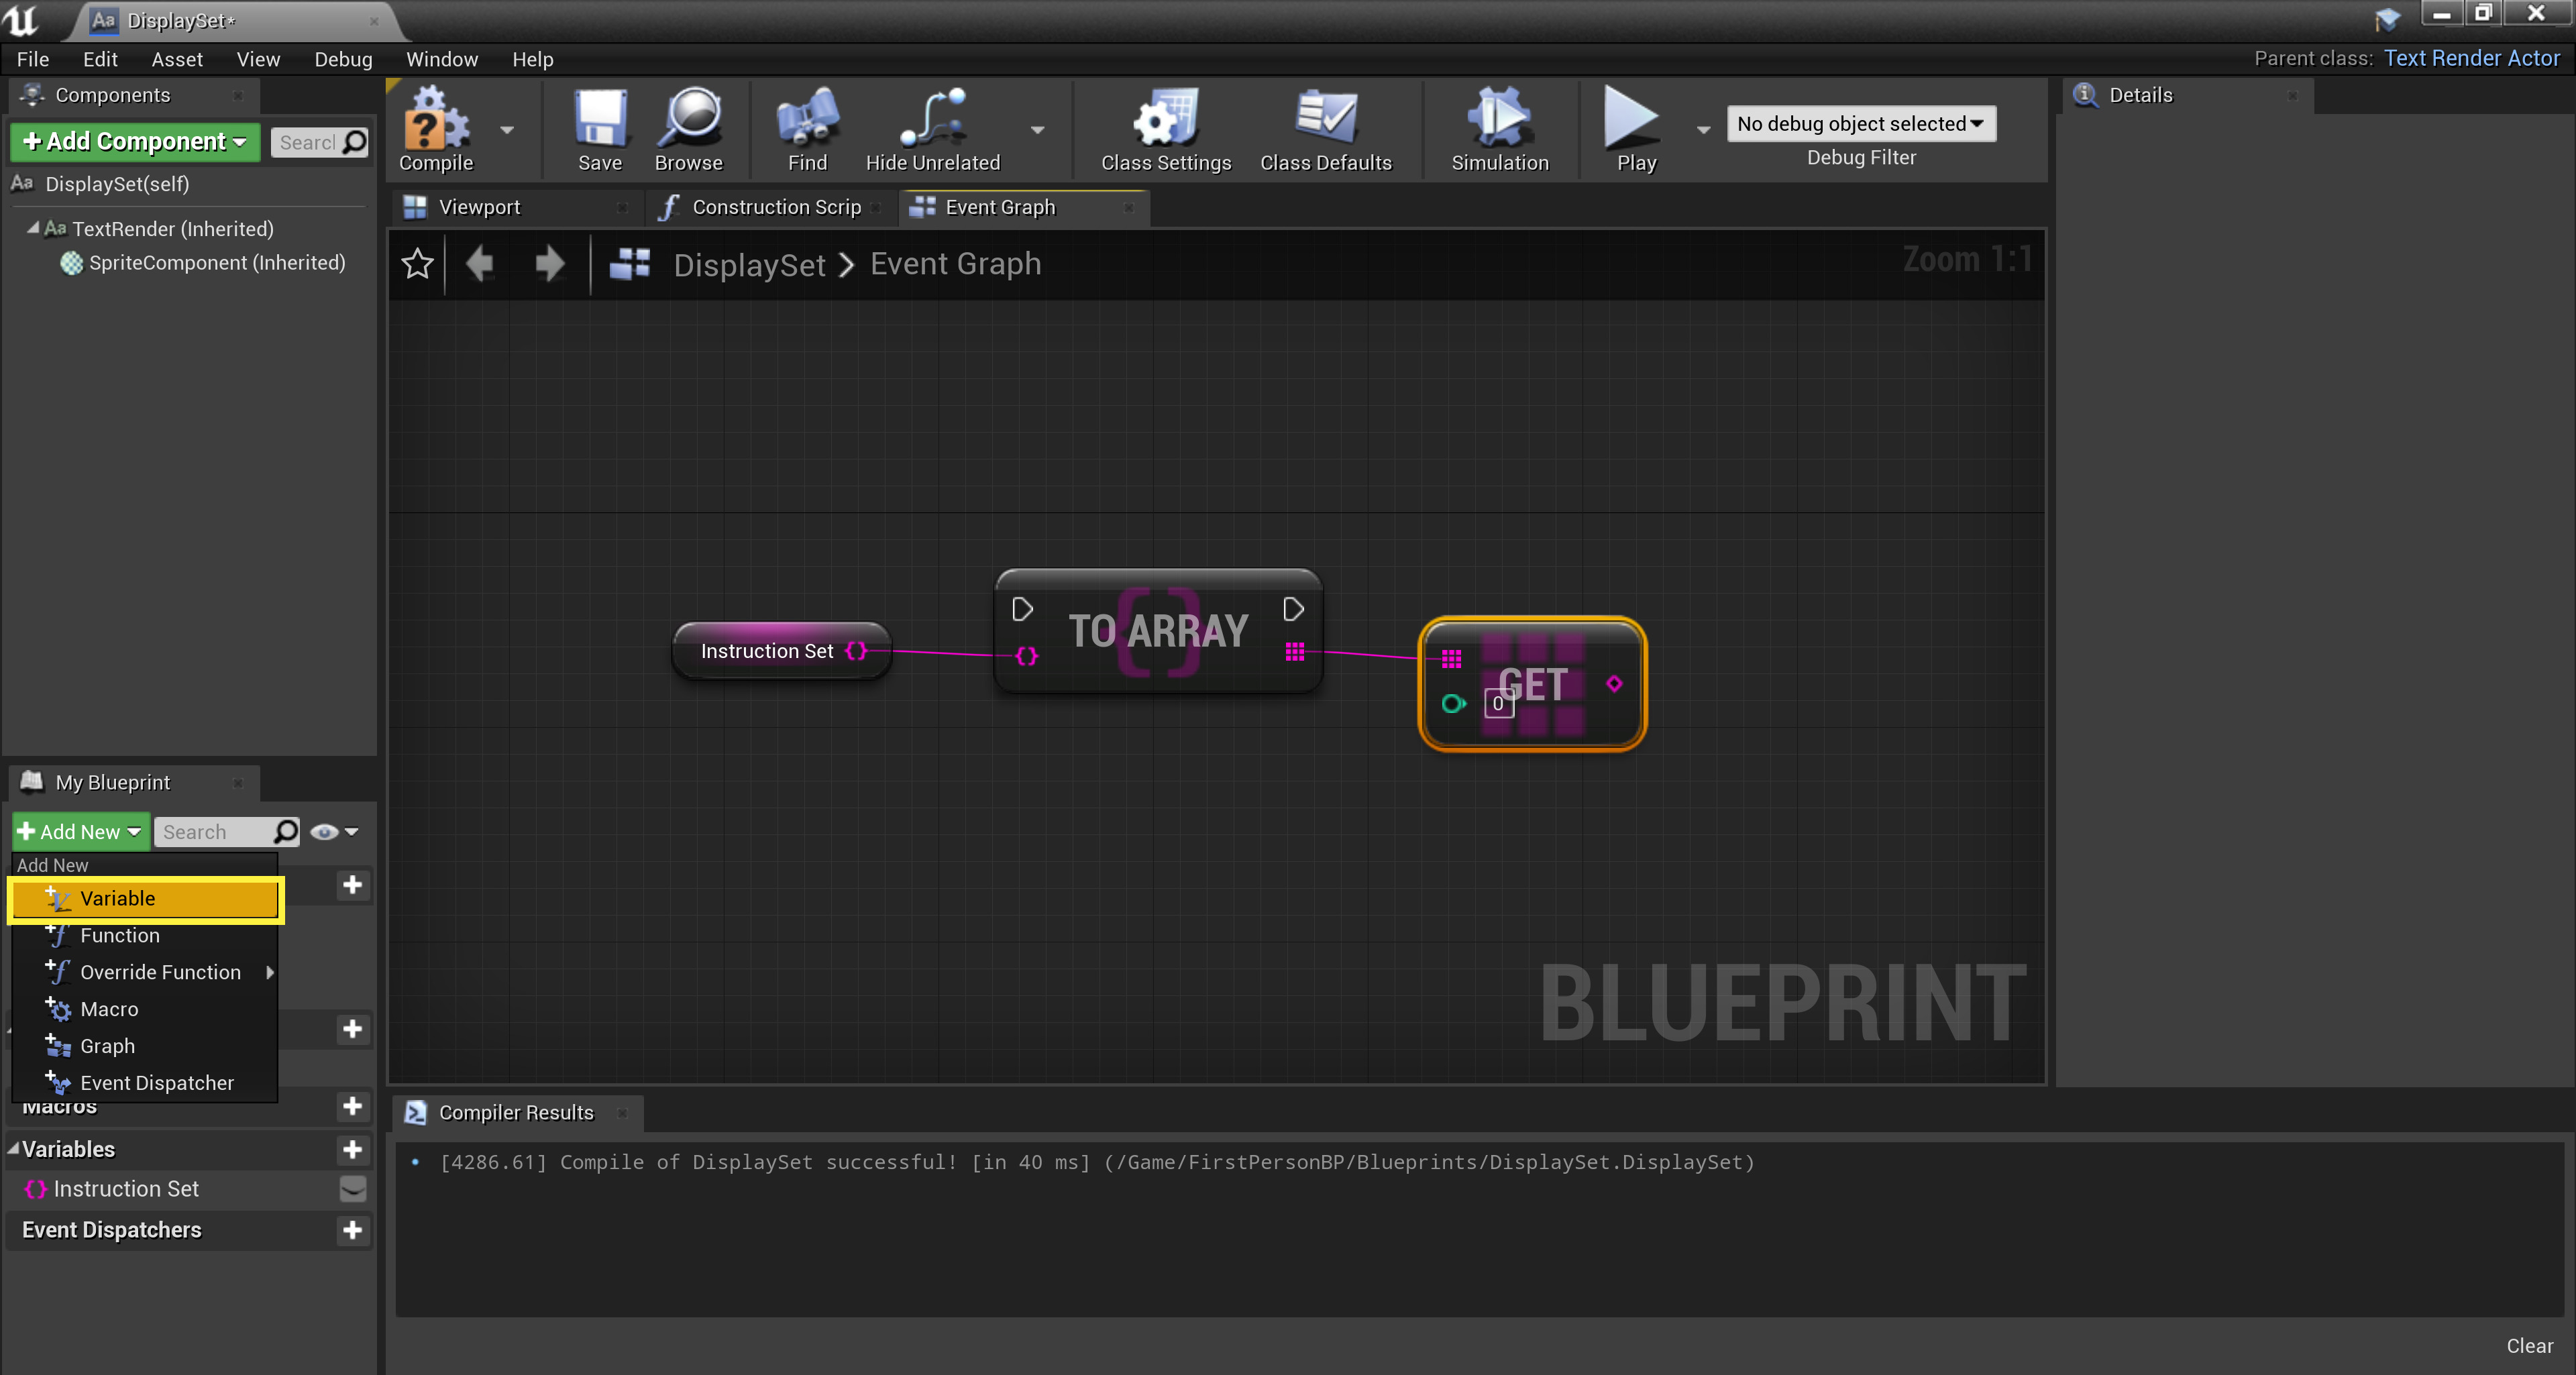 DisplaySet*
File Edit Asset View Debug Window Help
Parent class: Text Render Actor
Components
Add Component
Searcl
DisplaySet(self)
TextRender (Inherited)
SpriteComponent (Inherited)
Compile
Save
Browse
Find
Hide Unrelated
Class Settings
Class Defaults
Simulation
Play
No debug object selected
Debug Filter
Details
Viewport
Construction Scrip
Event Graph
DisplaySet > Event Graph
Zoom 1:1
Instruction Set
TO ARRAY
GET
0
BLUEPRINT
My Blueprint
Add New
Search
Add New
Variable
Function
Override Function
Macro
Graph
Event Dispatcher
Macros
Variables
Instruction Set
Event Dispatchers
Compiler Results
[4286.61] Compile of DisplaySet successful! [in 40 ms] (/Game/FirstPersonBP/Blueprints/DisplaySet.DisplaySet)
Clear